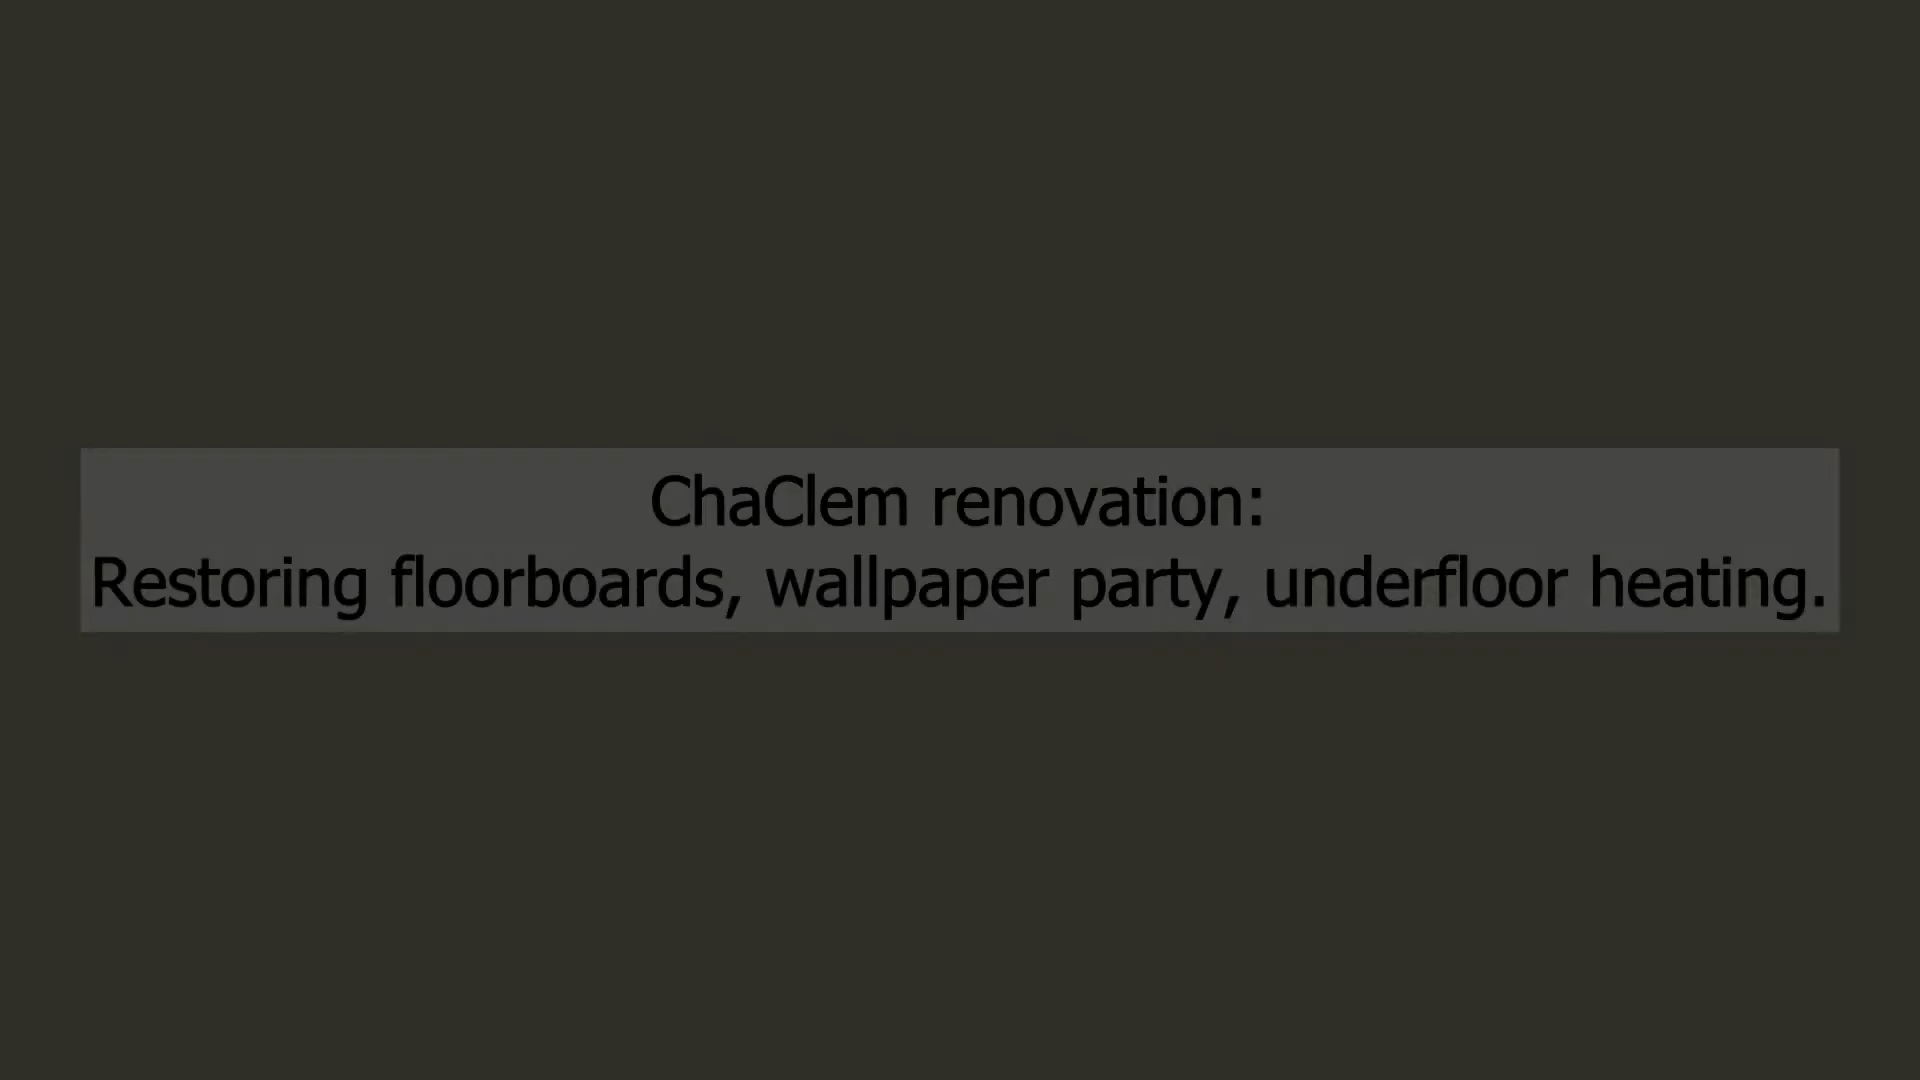 ChaClem renovation:
Restoring floorboards, wallpaper party, underfloor heating.